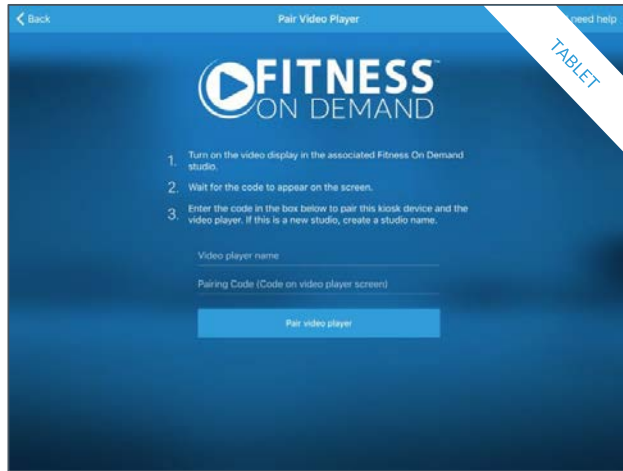 Back
Pair Video Player
need help
TABLET
FITNESS™
ON DEMAND
1. Turn on the video display in the associated Fitness On Demand
studio.
2. Wait for the code to appear on the screen.
3. Enter the code in the box below to pair this kiosk device and the
video player. If this is a new studio, create a studio name.
Video player name
Pairing Code (Code on video player screen)
Pair video player